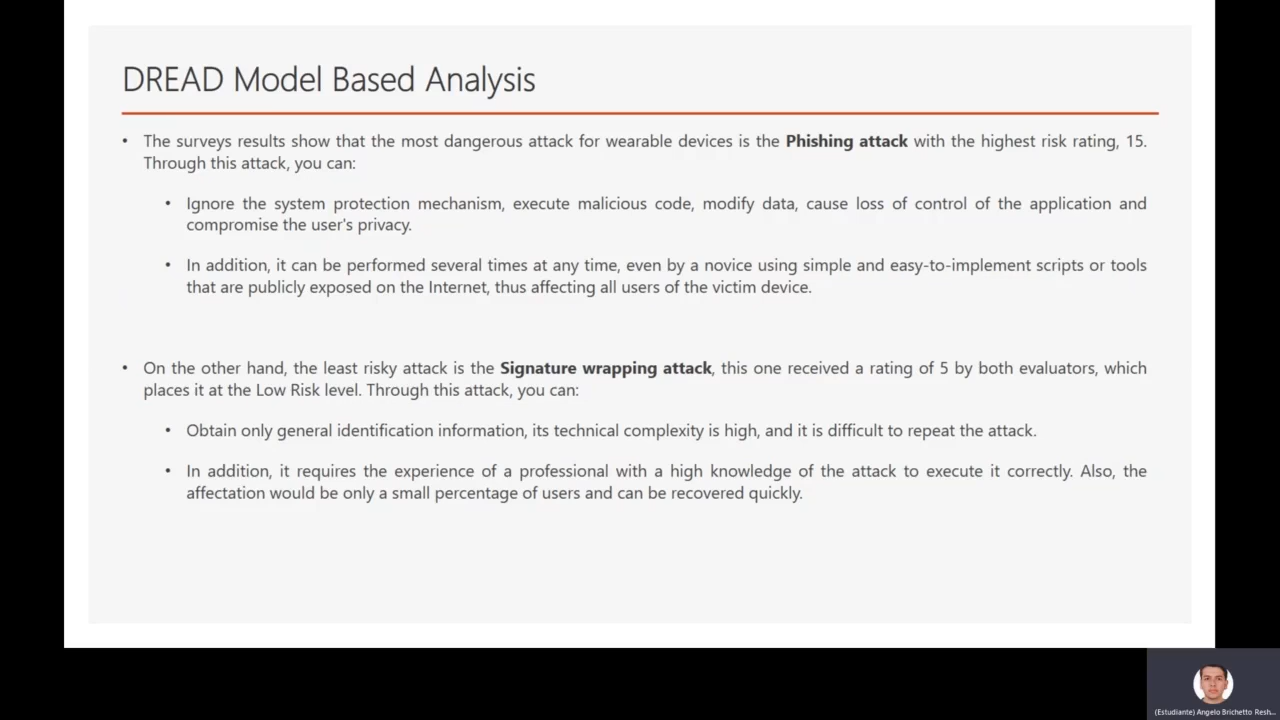 DREAD Model Based Analysis
• The surveys results show that the most dangerous attack for wearable devices is the Phishing attack with the highest risk rating, 15.
Through this attack, you can:
• Ignore the system protection mechanism, execute malicious code, modify data, cause loss of control of the application and
compromise the user's privacy.
• In addition, it can be performed several times at any time, even by a novice using simple and easy-to-implement scripts or tools
that are publicly exposed on the Internet, thus affecting all users of the victim device.
• On the other hand, the least risky attack is the Signature wrapping attack, this one received a rating of 5 by both evaluators, which
places it at the Low Risk level. Through this attack, you can:
• Obtain only general identification information, its technical complexity is high, and it is difficult to repeat the attack.
• In addition, it requires the experience of a professional with a high knowledge of the attack to execute it correctly. Also, the
affectation would be only a small percentage of users and can be recovered quickly.
(Estudiante) Angelo Brichetto Resh...